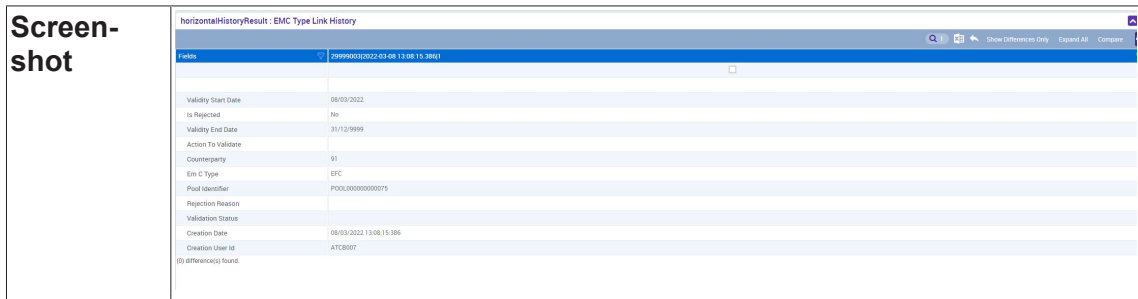 Screen-
shot
horizontalHistoryResult : EMC Type Link History
1 Show Differences Only Expand All Compare
Fields 29999003|2022-03-08 13:08:15.386|1
Validity Start Date 08/03/2022
Is Rejected No
Validity End Date 31/12/9999
Action To Validate
Counterparty 91
Em C Type EFC
Pool Identifier POOL000000000075
Rejection Reason
Validation Status
Creation Date 08/03/2022 13:08:15:386
Creation User Id ATCB007
(0) difference(s) found.